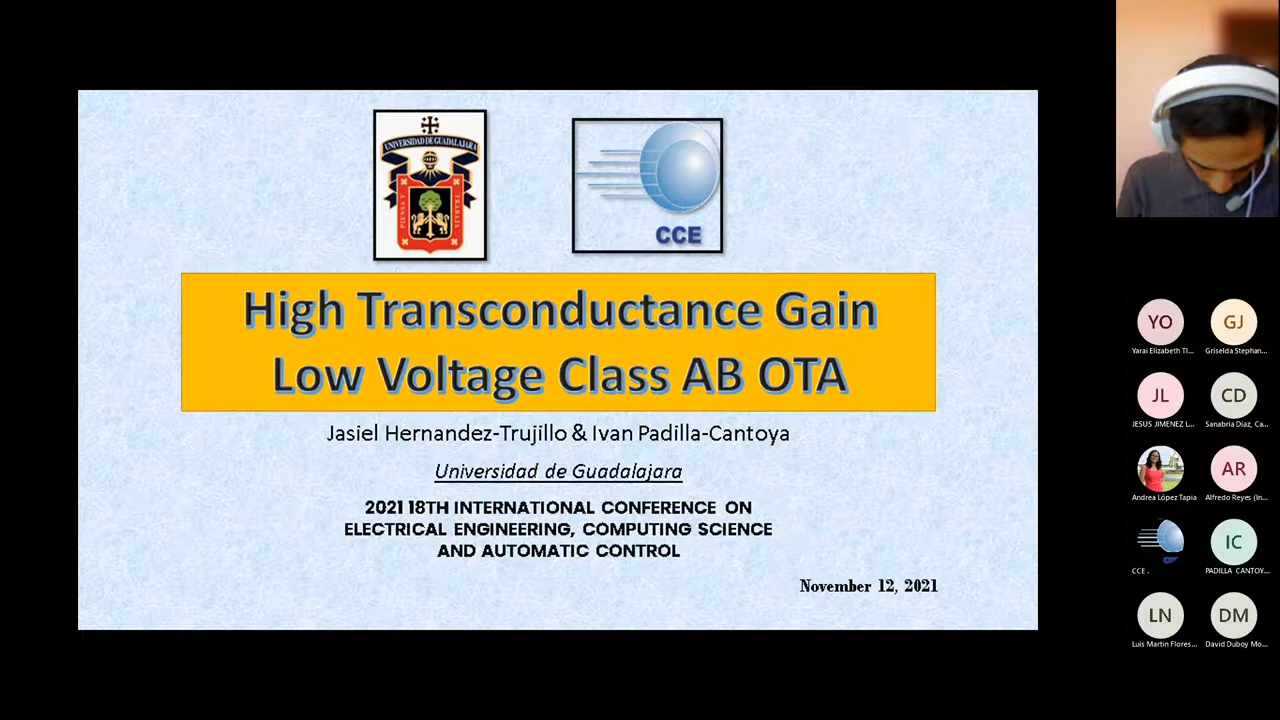 UNIVERSIDAD DE GUADALAJARA
PIENSA Y TRABAJA
CCE
High Transconductance Gain
Low Voltage Class AB OTA
Jasiel Hernandez-Trujillo & Ivan Padilla-Cantoya
Universidad de Guadalajara
2021 18TH INTERNATIONAL CONFERENCE ON
ELECTRICAL ENGINEERING, COMPUTING SCIENCE
AND AUTOMATIC CONTROL
November 12, 2021
YO
GJ
Yarai Elizabeth Tl...
Griselda Stephan...
JL
CD
JESUS JIMENEZ L...
Sanabria Diaz, Ca...
AR
Andrea López Tapia
Alfredo Reyes (In...
IC
CCE .
PADILLA CANTOY...
LN
DM
Luis Martin Flores...
David Duboy Mo...